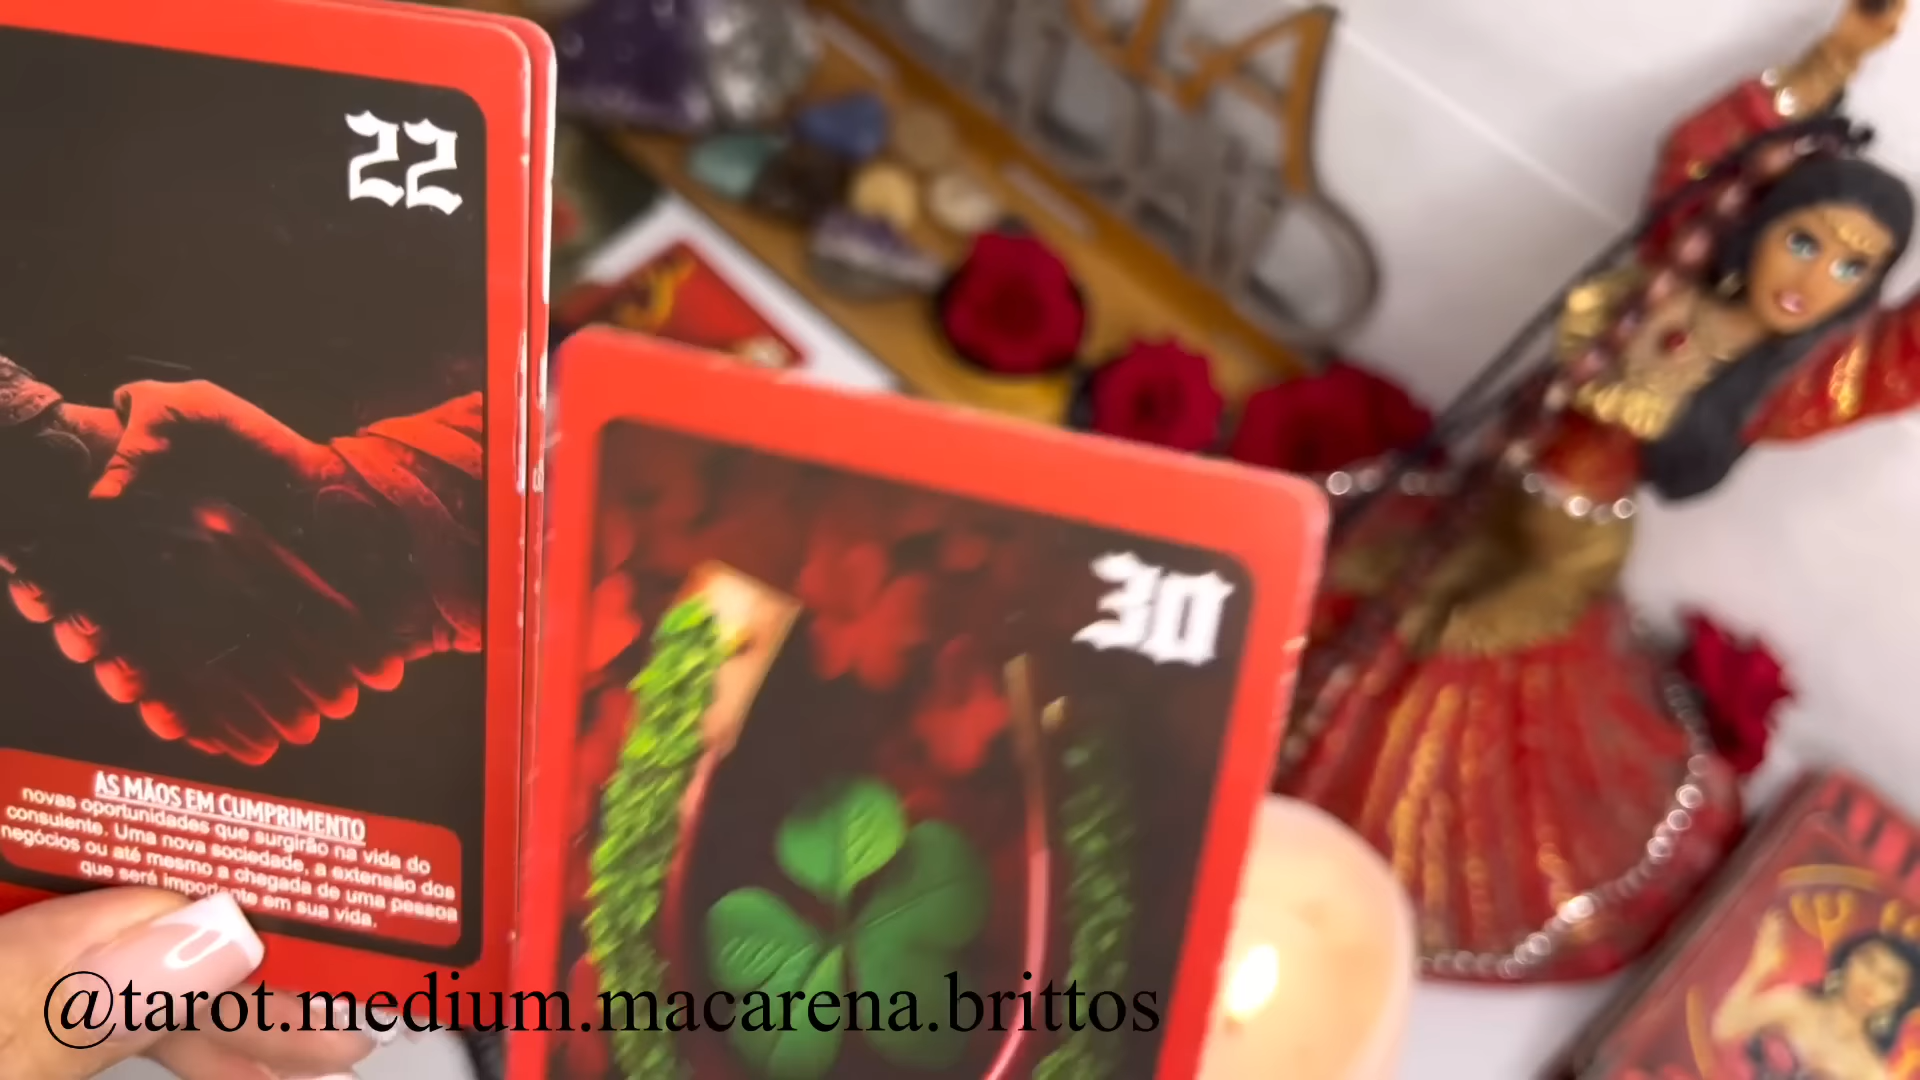 22
30
AS MÃOS EM CUMPRIMENTO
novas oportunidades que surgirão na vida do
consulente. Uma nova sociedade, a extensão dos
negócios ou até mesmo a chegada de uma pessoa
que será importante em sua vida.
@tarot.medium.macarena.brittos